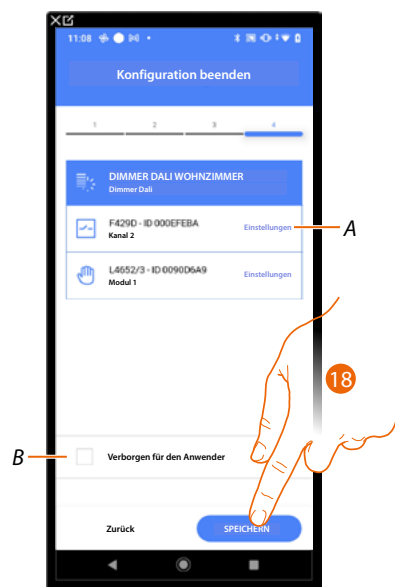 11:08
Konfiguration beenden
1 2 3 4
DIMMER DALI WOHNZIMMER
Dimmer Dali
F429D - ID 000EFEBA
Kanal 2
Einstellungen
A
L4652/3 - ID 0090D6A9
Modul 1
Einstellungen
18
B
Verborgen für den Anwender
Zurück
SPEICHERN